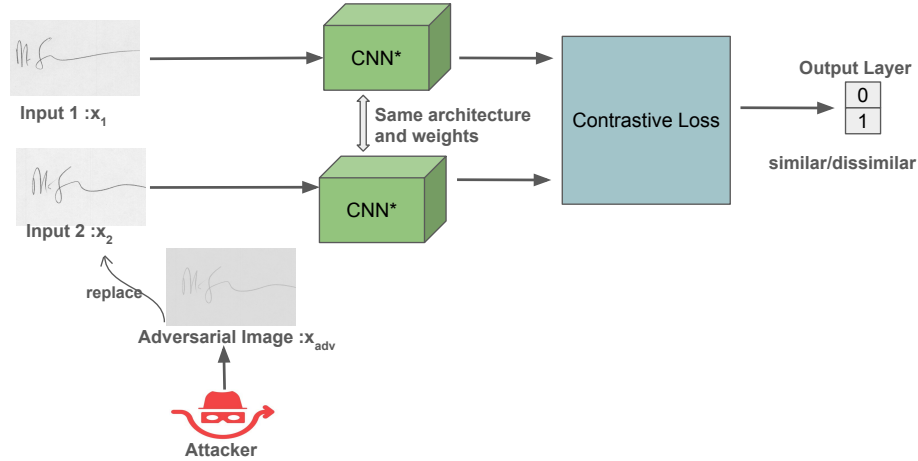 CNN*
Input 1 :x1
Same architecture
and weights
Contrastive Loss
Output Layer
0
1
similar/dissimilar
CNN*
Input 2 :x2
replace
Adversarial Image :xadv
Attacker